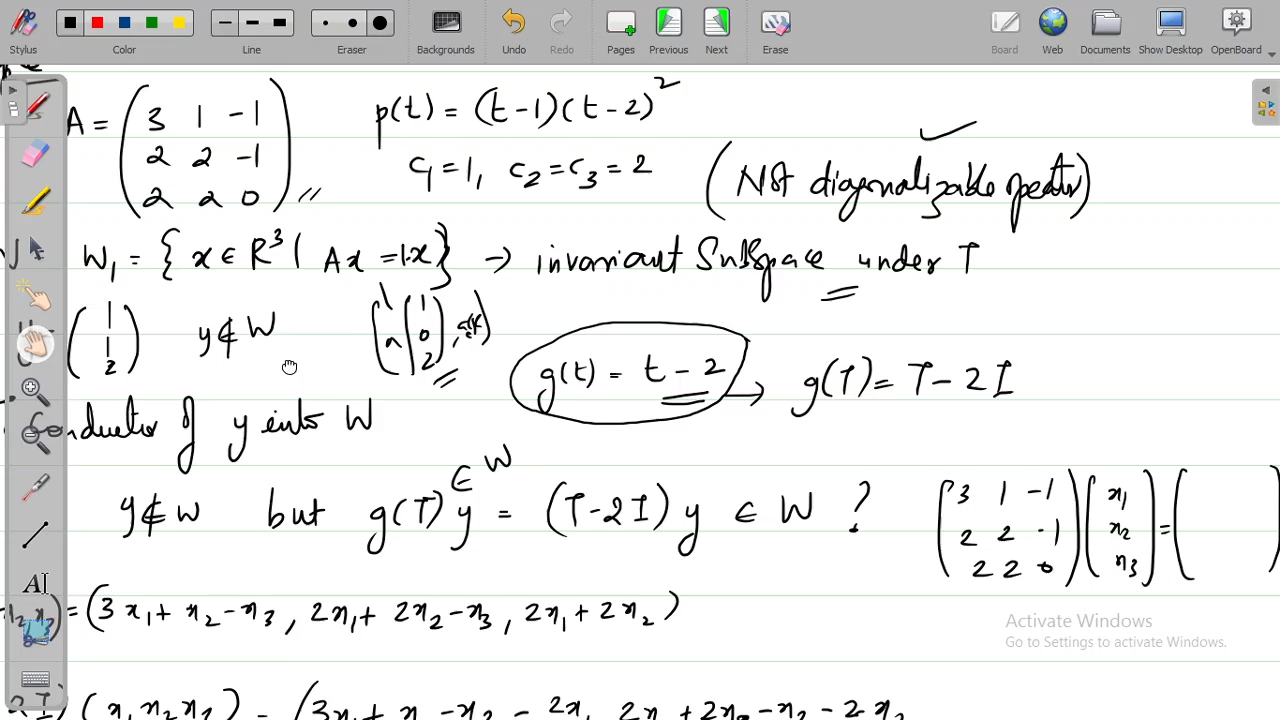 Stylus Color Line Eraser Backgrounds Undo Redo Pages Previous Next Erase Board Web Documents Show Desktop OpenBoard
A = (3 1 -1
2 2 -1
2 2 0)
p(t) = (t-1)(t-2)²
c₁=1, c₂=c₃=2
(Not diagonalizable operator)
W₁ = { x ∈ R³ | Ax = 1.x } → invariant Subspace under T
(1
1
2)
y ∉ W
(1
0
2)
g(t) = t - 2 → g(T) = T - 2I
Conductor of y into W
y ∉ W but g(T) y = (T-2I) y ∈ W ?
∈ W
(3 1 -1
2 2 -1
2 2 0)
(x₁
x₂
x₃) = ( )
= (3x₁ + x₂ - x₃, 2x₁ + 2x₂ - x₃, 2x₁ + 2x₂)
Activate Windows
Go to Settings to activate Windows.